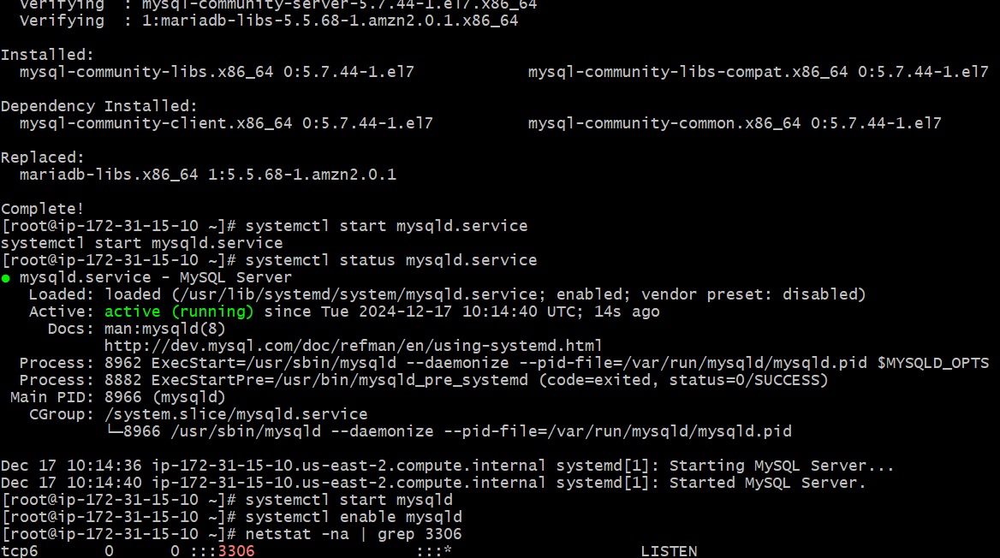 Verifying  : mysql-community-server-5.7.44-1.el7.x86_64
Verifying  : 1:mariadb-libs-5.5.68-1.amzn2.0.1.x86_64
Installed:
mysql-community-libs.x86_64 0:5.7.44-1.el7 mysql-community-libs-compat.x86_64 0:5.7.44-1.el7
Dependency Installed:
mysql-community-client.x86_64 0:5.7.44-1.el7 mysql-community-common.x86_64 0:5.7.44-1.el7
Replaced:
mariadb-libs.x86_64 1:5.5.68-1.amzn2.0.1
Complete!
[root@ip-172-31-15-10 ~]# systemctl start mysqld.service
systemctl start mysqld.service
[root@ip-172-31-15-10 ~]# systemctl status mysqld.service
● mysqld.service - MySQL Server
Loaded: loaded (/usr/lib/systemd/system/mysqld.service; enabled; vendor preset: disabled)
Active: active (running) since Tue 2024-12-17 10:14:40 UTC; 14s ago
Docs: man:mysqld(8)
http://dev.mysql.com/doc/refman/en/using-systemd.html
Process: 8962 ExecStart=/usr/sbin/mysqld --daemonize --pid-file=/var/run/mysqld/mysqld.pid $MYSQLD_OPTS
Process: 8882 ExecStartPre=/usr/bin/mysqld_pre_systemd (code=exited, status=0/SUCCESS)
Main PID: 8966 (mysqld)
CGroup: /system.slice/mysqld.service
└─8966 /usr/sbin/mysqld --daemonize --pid-file=/var/run/mysqld/mysqld.pid
Dec 17 10:14:36 ip-172-31-15-10.us-east-2.compute.internal systemd[1]: Starting MySQL Server...
Dec 17 10:14:40 ip-172-31-15-10.us-east-2.compute.internal systemd[1]: Started MySQL Server.
[root@ip-172-31-15-10 ~]# systemctl start mysqld
[root@ip-172-31-15-10 ~]# systemctl enable mysqld
[root@ip-172-31-15-10 ~]# netstat -na | grep 3306
tcp6       0      0 :::3306                 :::*                    LISTEN